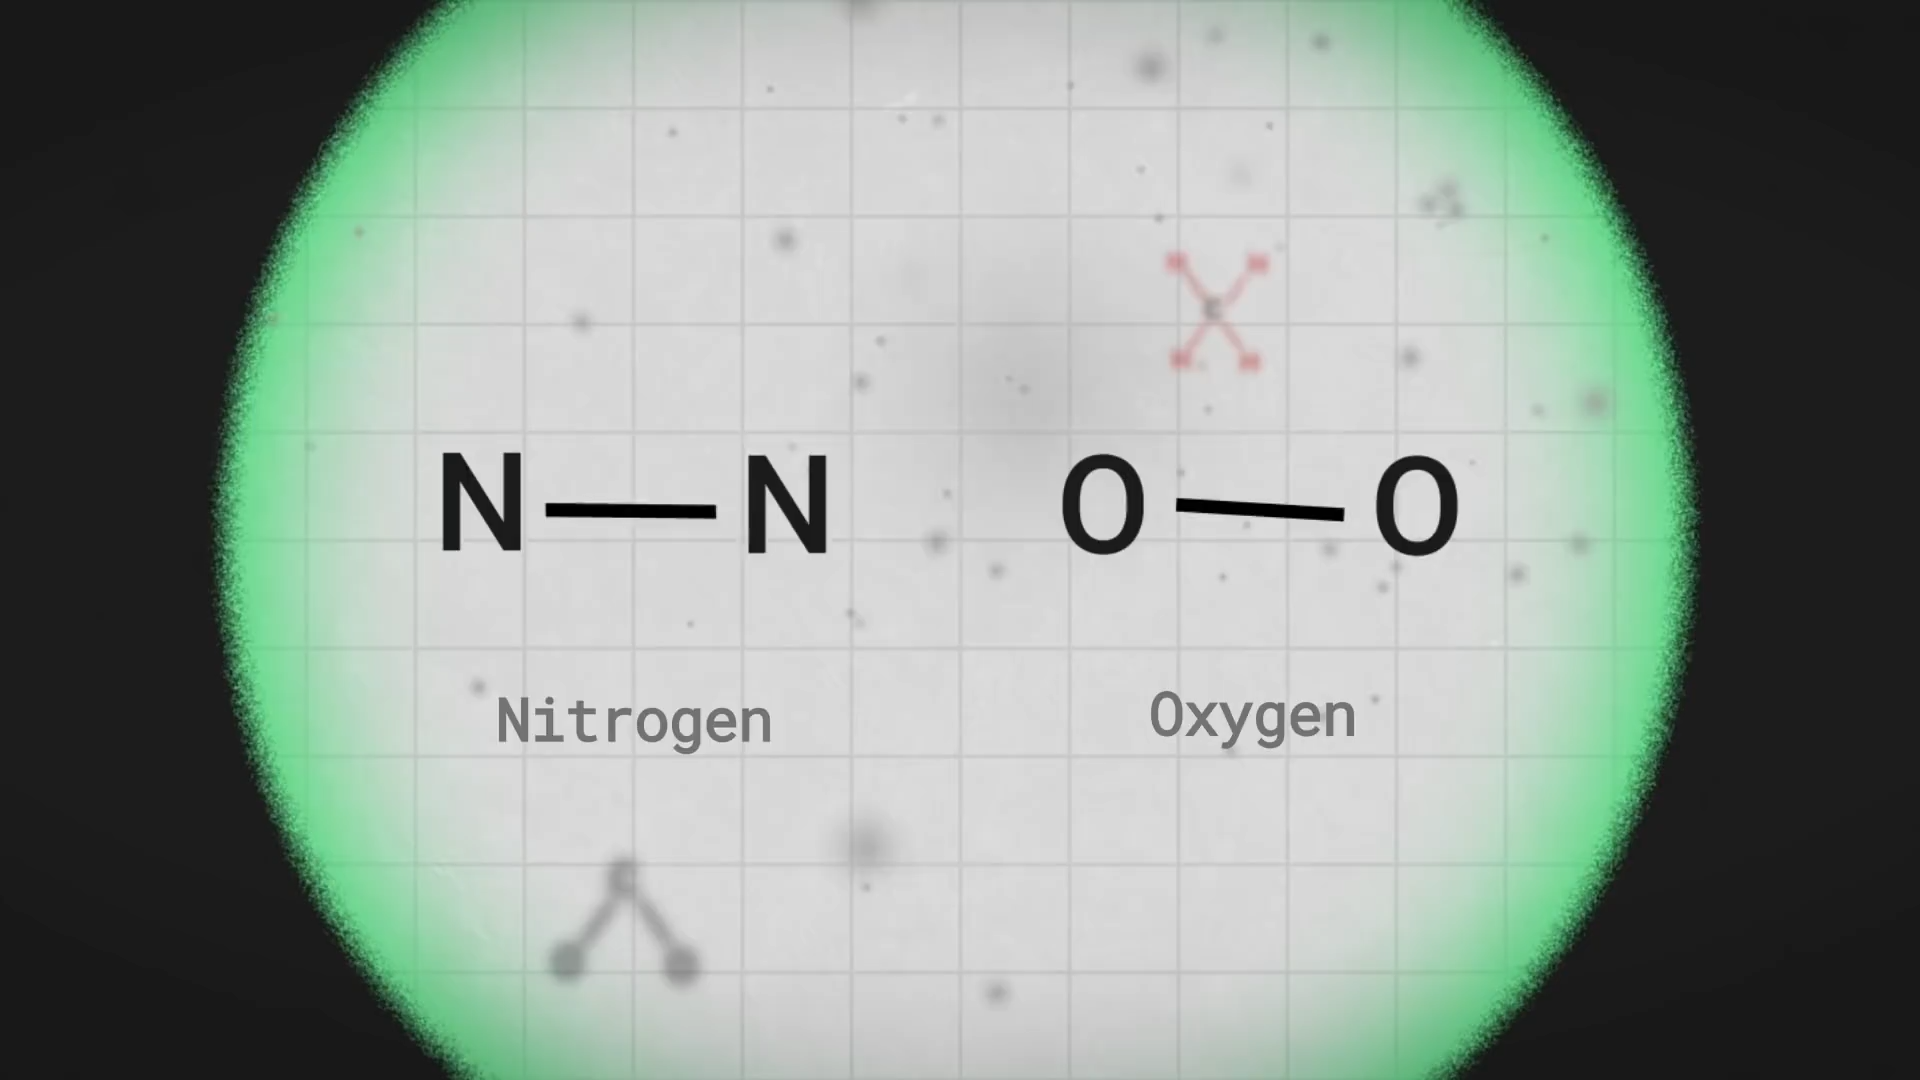 H H
C
H H
N — N O — O
Nitrogen Oxygen
C